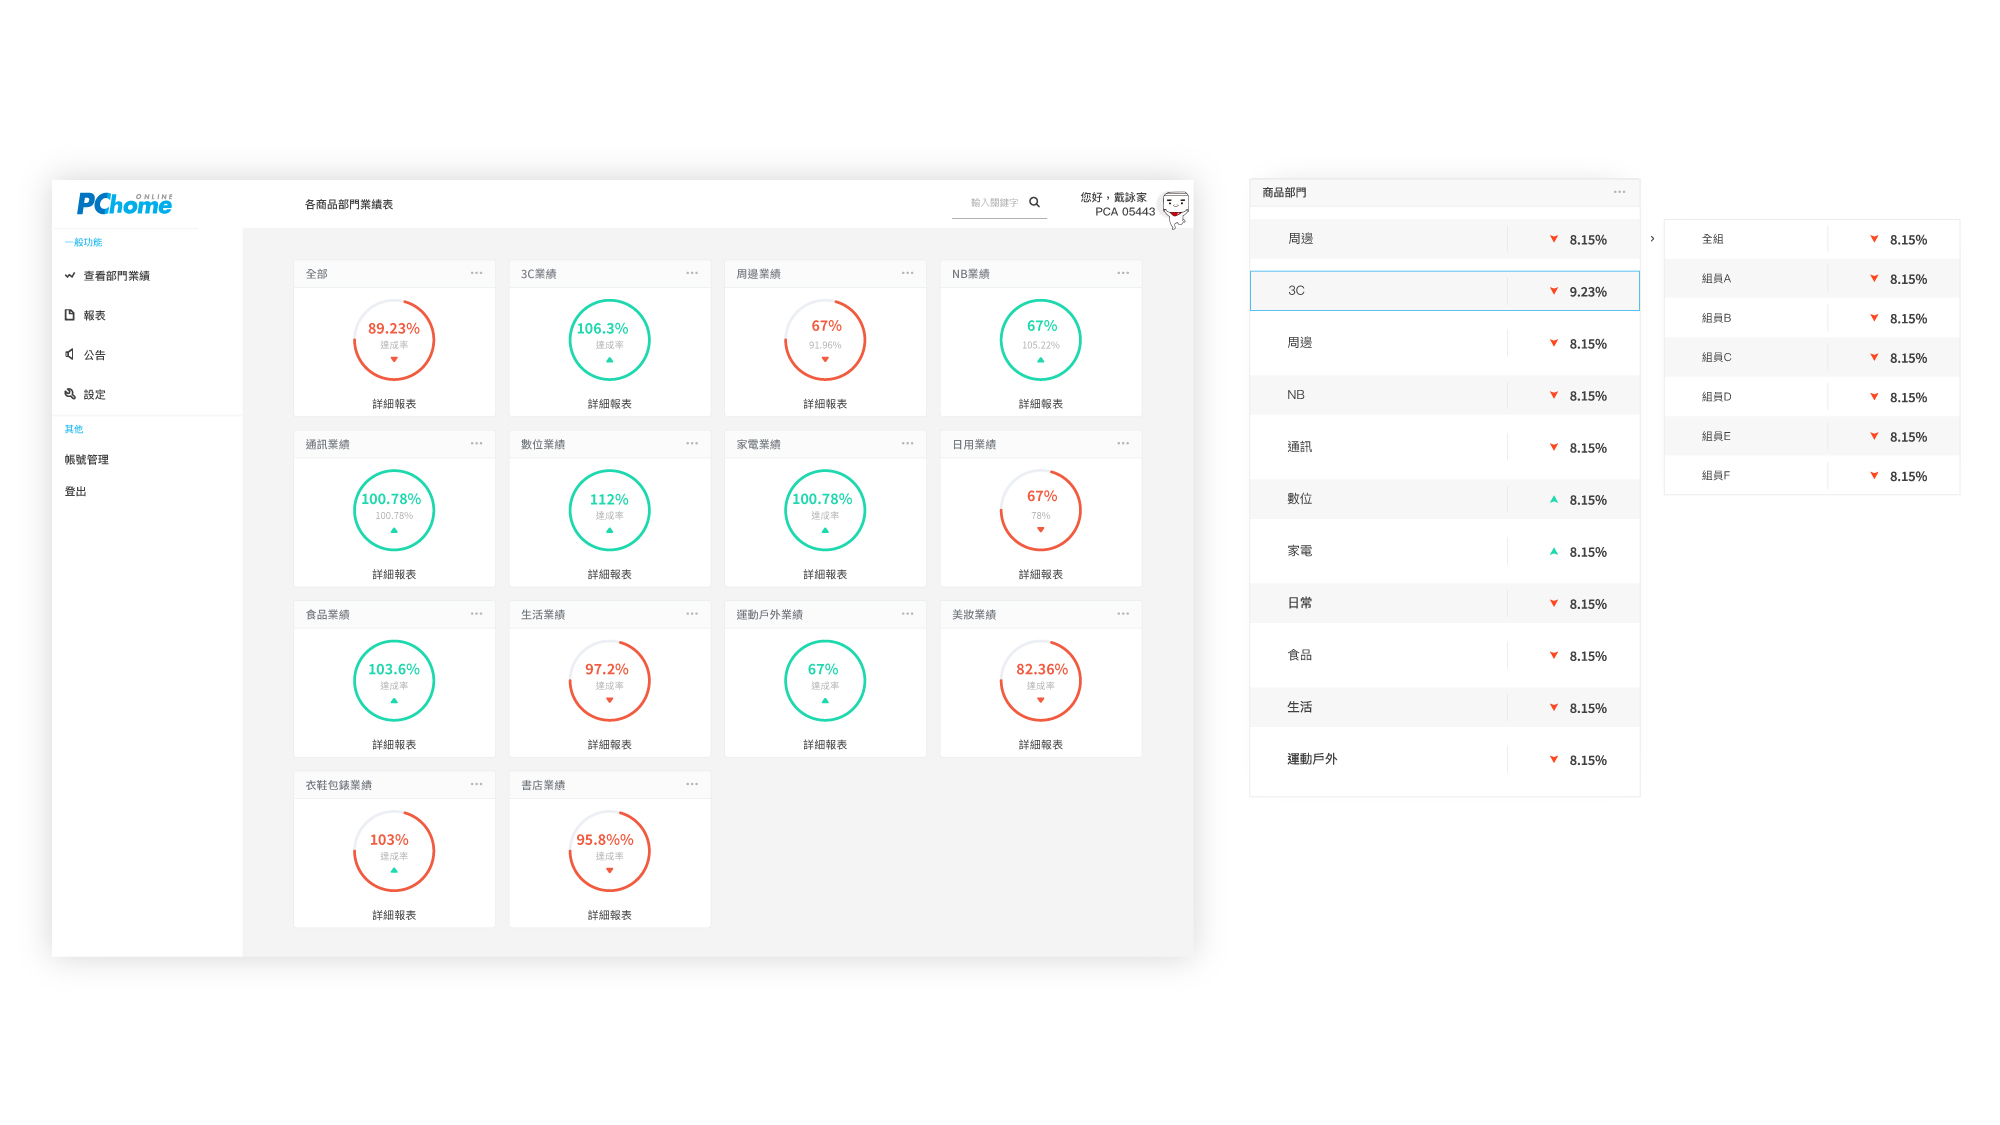 PChome ONLINE
各商品部門業績表
輸入關鍵字
您好，戴詠家
PCA 05443
一般功能
查看部門業績
報表
公告
設定
其他
帳號管理
登出
全部
89.23%
達成率
詳細報表
3C業績
106.3%
達成率
詳細報表
周邊業績
67%
91.96%
詳細報表
NB業績
67%
105.22%
詳細報表
通訊業績
100.78%
100.78%
詳細報表
數位業績
112%
達成率
詳細報表
家電業績
100.78%
達成率
詳細報表
日用業績
67%
78%
詳細報表
食品業績
103.6%
達成率
詳細報表
生活業績
97.2%
達成率
詳細報表
運動戶外業績
67%
達成率
詳細報表
美妝業績
82.36%
達成率
詳細報表
衣鞋包錶業績
103%
達成率
詳細報表
書店業績
95.8%%
達成率
詳細報表
商品部門
周邊 8.15%
3C 9.23%
周邊 8.15%
NB 8.15%
通訊 8.15%
數位 8.15%
家電 8.15%
日常 8.15%
食品 8.15%
生活 8.15%
運動戶外 8.15%
全組 8.15%
組員A 8.15%
組員B 8.15%
組員C 8.15%
組員D 8.15%
組員E 8.15%
組員F 8.15%